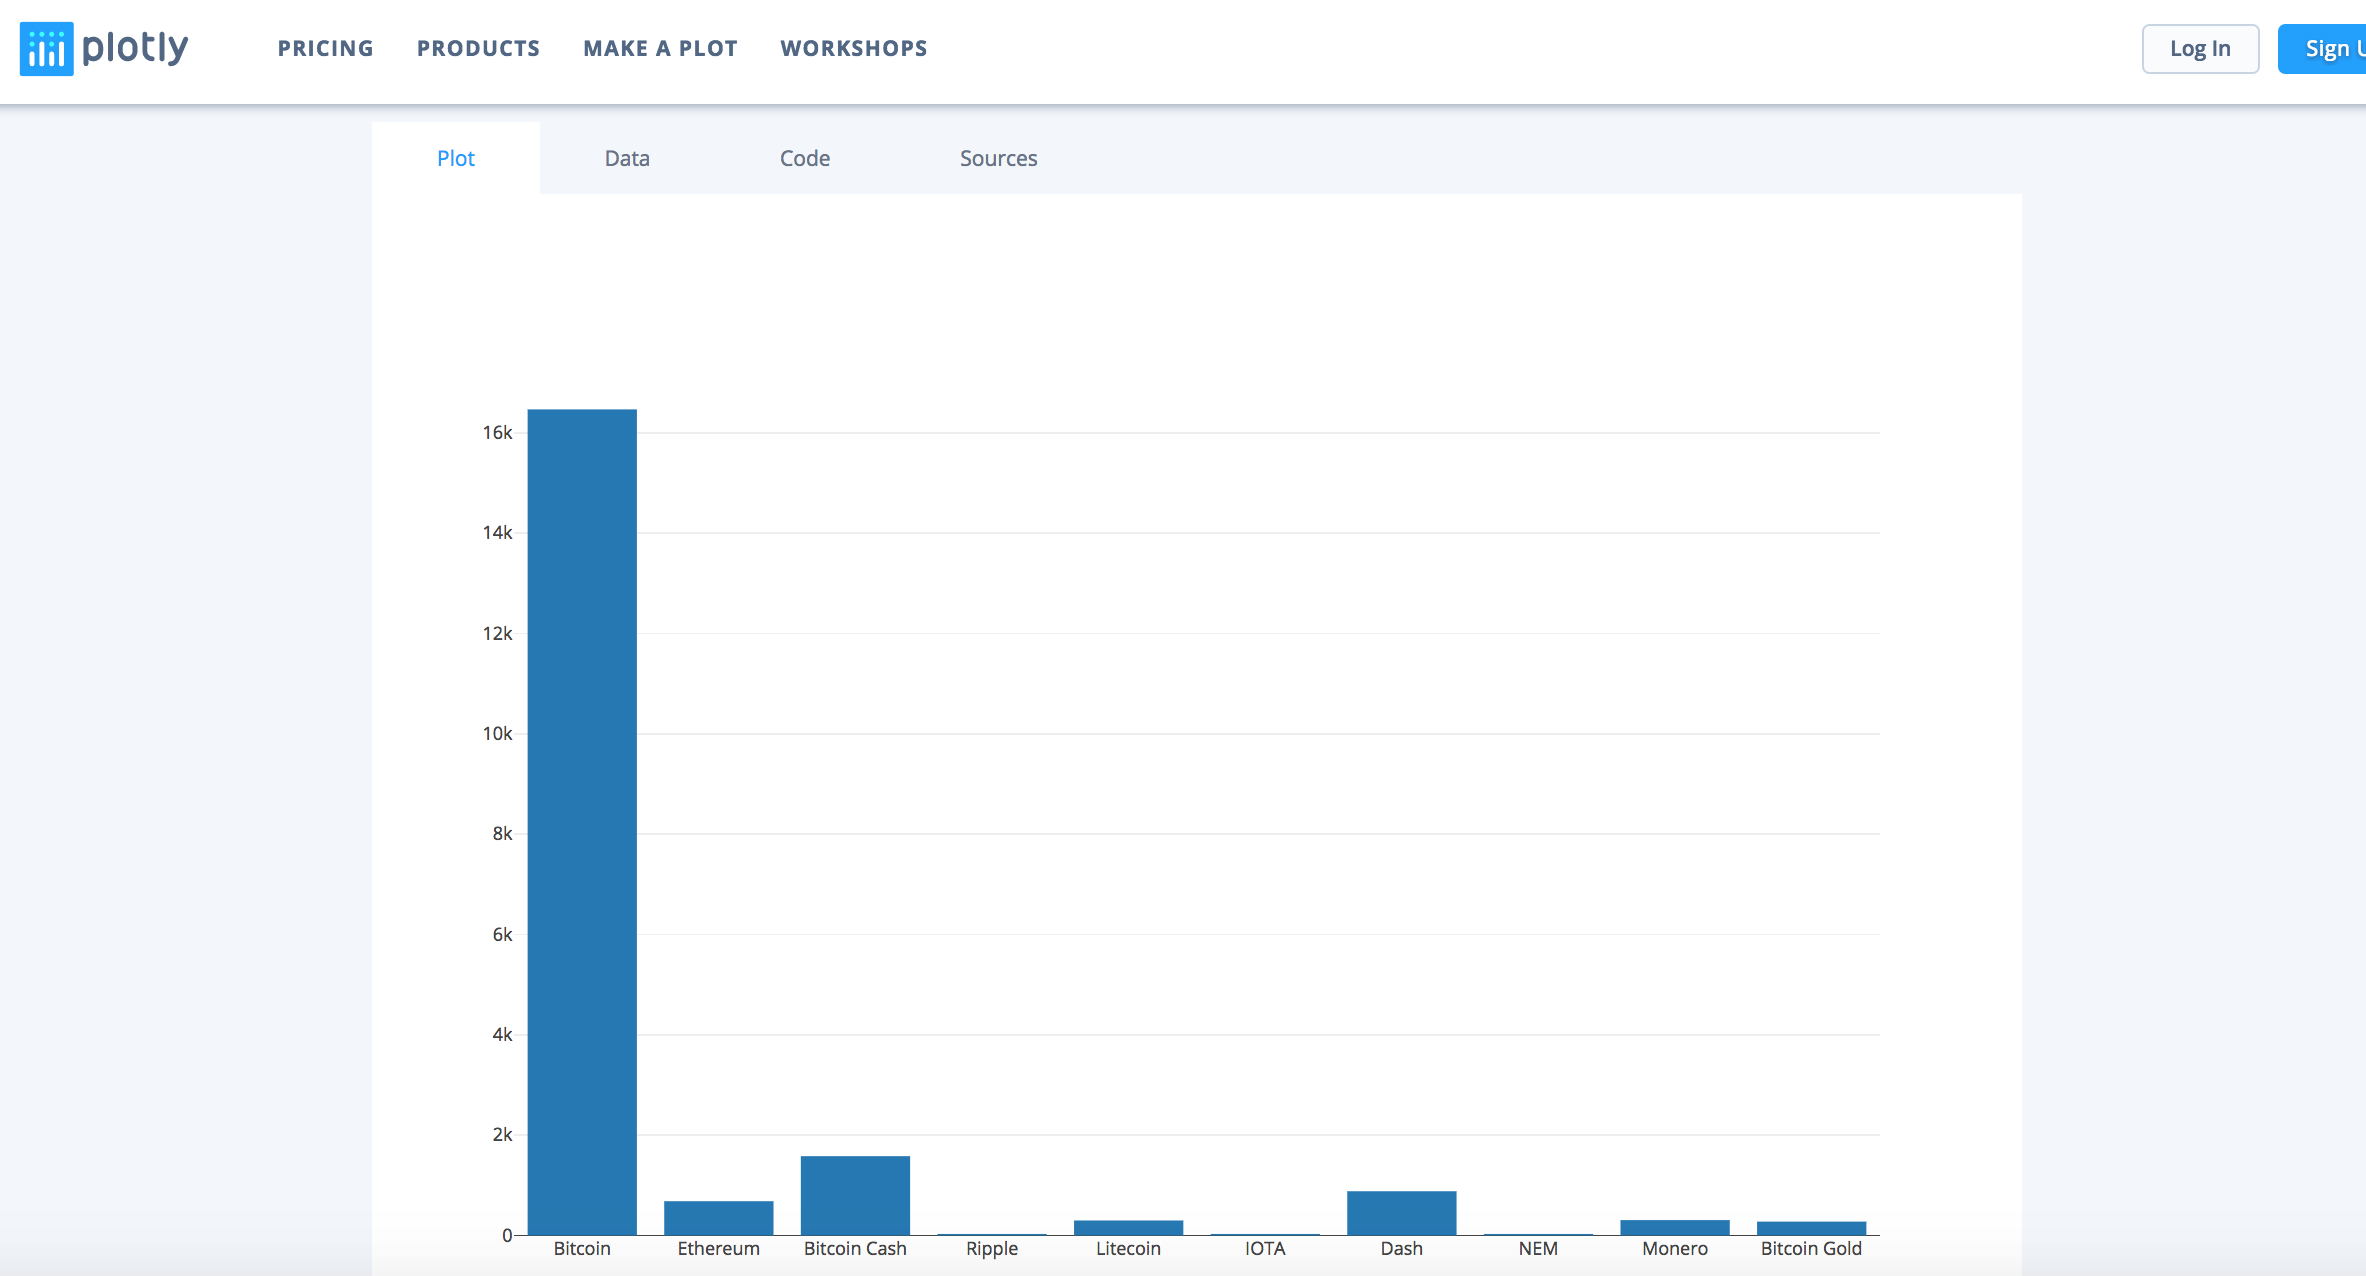 plotly PRICING PRODUCTS MAKE A PLOT WORKSHOPS Log In Sign
Plot Data Code Sources
16k
14k
12k
10k
8k
6k
4k
2k
0
Bitcoin Ethereum Bitcoin Cash Ripple Litecoin IOTA Dash NEM Monero Bitcoin Gold